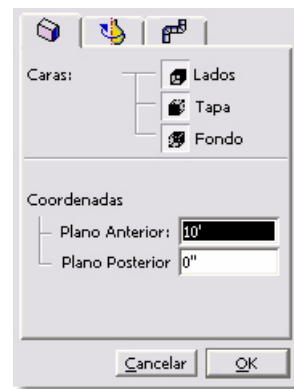 Caras:
Lados
Tapa
Fondo
Coordenadas
Plano Anterior: 10'
Plano Posterior 0"
Cancelar OK